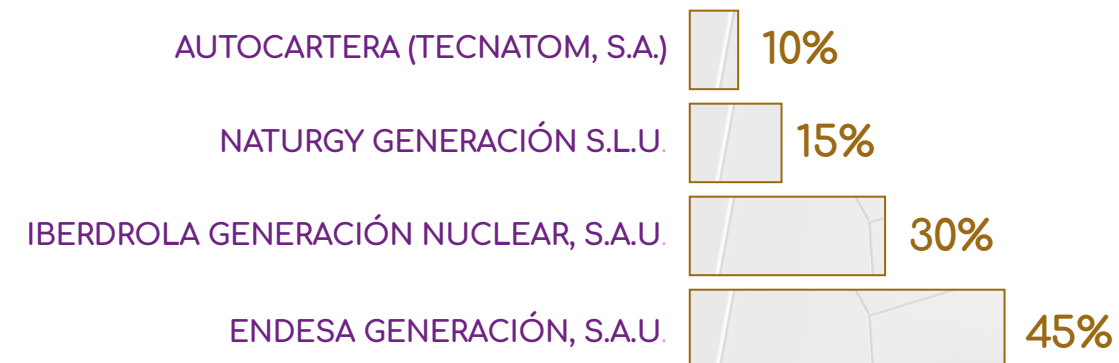 AUTOCARTERA (TECNATOM, S.A.) 10%
NATURGY GENERACIÓN S.L.U. 15%
IBERDROLA GENERACIÓN NUCLEAR, S.A.U. 30%
ENDESA GENERACIÓN, S.A.U. 45%